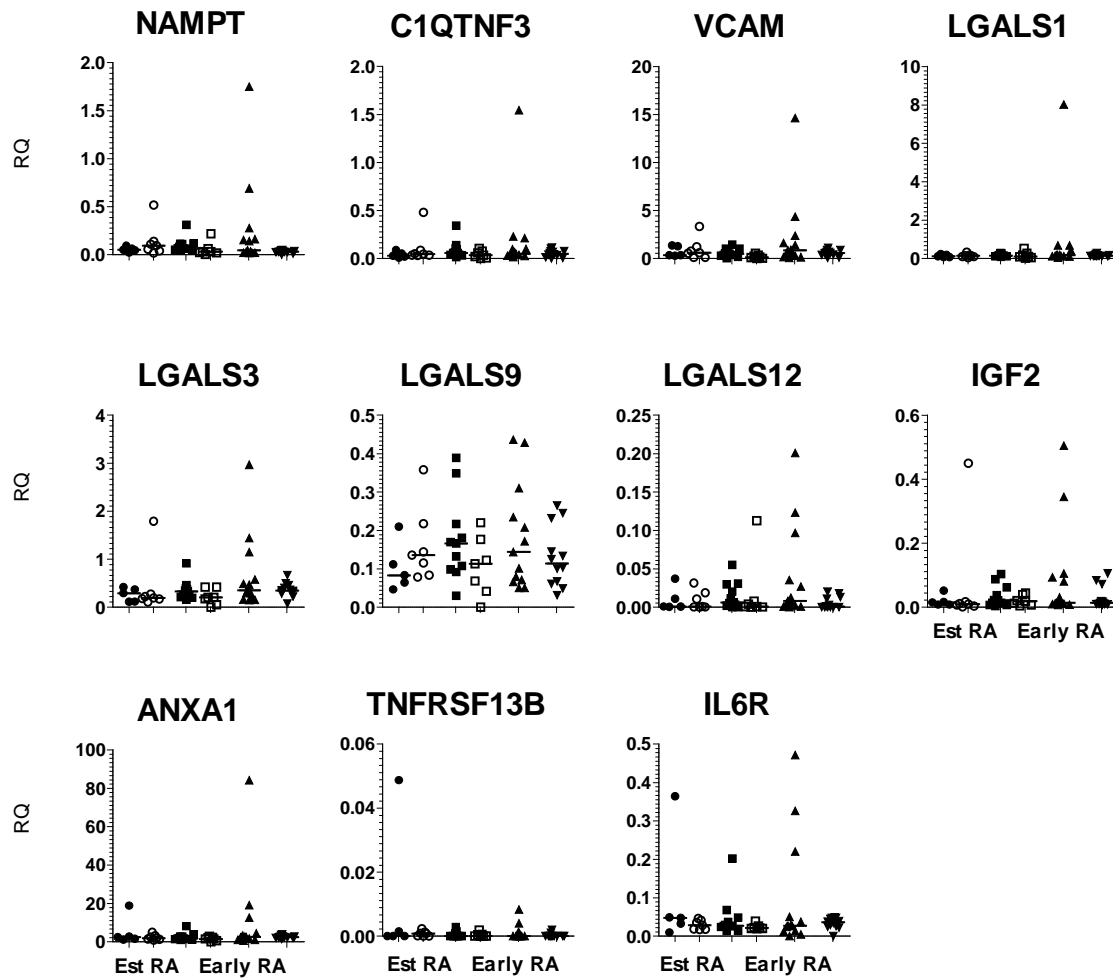 NAMPT C1QTNF3 VCAM LGALS1
2.0 2.0 20 10
8
1.5 1.5 15
RQ
6
1.0 1.0 10
4
0.5 0.5 5
2
0.0 0.0 0 0
LGALS3 LGALS9 LGALS12 IGF2
4 0.5 0.25 0.6
0.4 0.20
3
0.4
RQ
0.3 0.15
2
0.2 0.10
0.2
1
0.1 0.05
0 0.0 0.00 0.0
Est RA Early RA
ANXA1 TNFRSF13B IL6R
100 0.06 0.5
80 0.4
0.04
60 0.3
RQ
40 0.2
0.02
20 0.1
0 0.00 0.0
Est RA Early RA Est RA Early RA